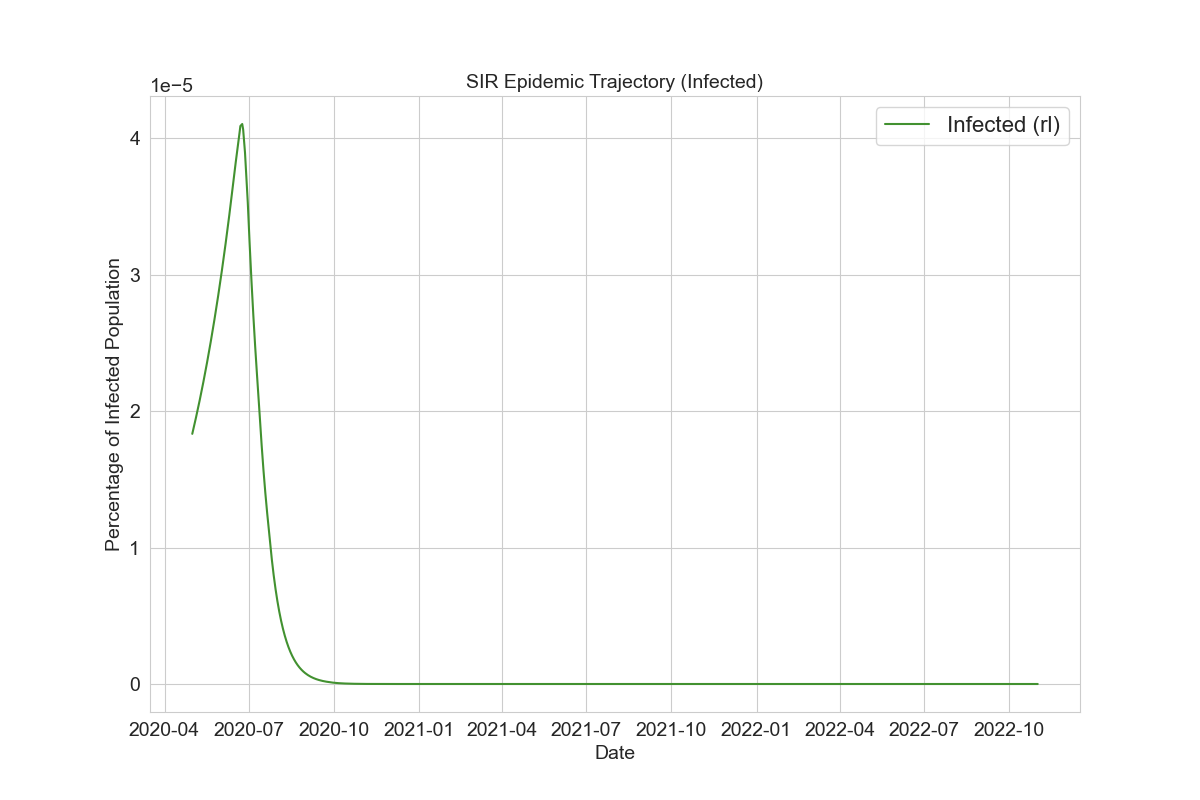 SIR Epidemic Trajectory (Infected)
1e−5
Infected (rl)
4
3
2
1
0
Percentage of Infected Population
2020-04 2020-07 2020-10 2021-01 2021-04 2021-07 2021-10 2022-01 2022-04 2022-07 2022-10
Date